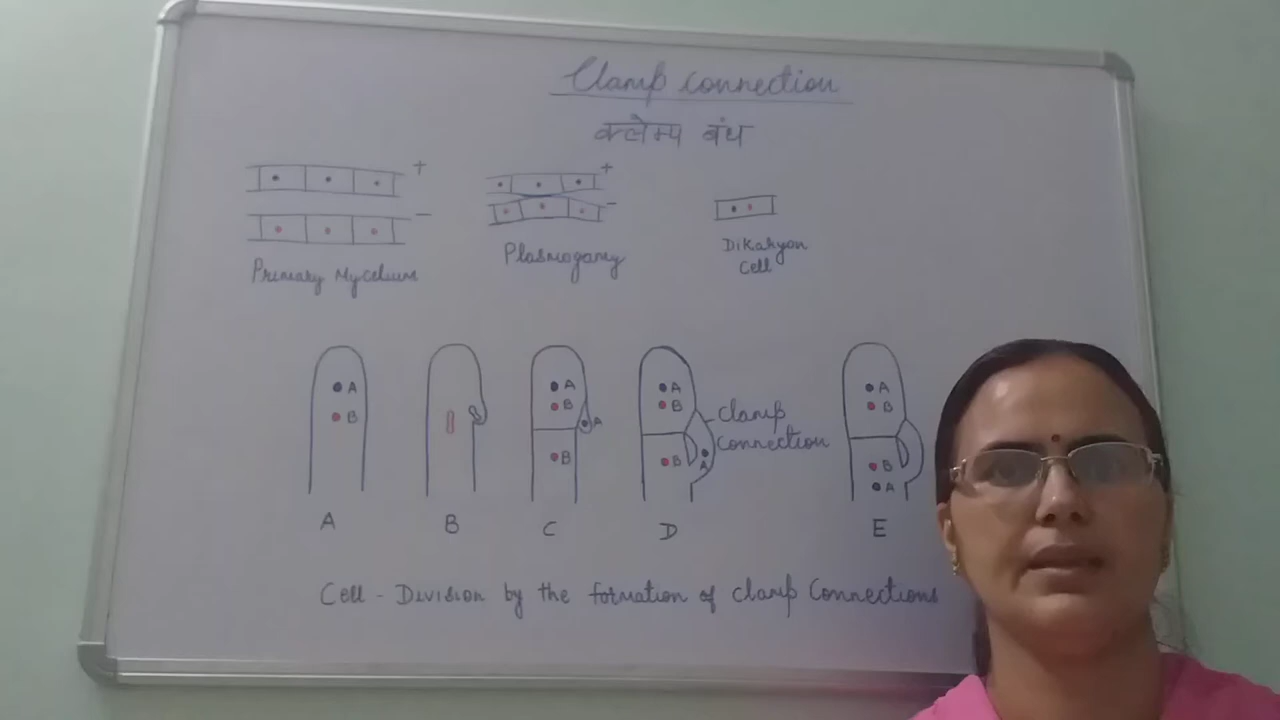 Clamp connection
क्लेम्प बंध
+
−
Primary Mycelium
+
−
Plasmogamy
Dikaryon
Cell
A
B
A
B
C
A
B
A
B
D
A
B
B
A
Clamp
connection
E
A
B
B
A
A
B
Cell - Division by the formation of clamp Connections